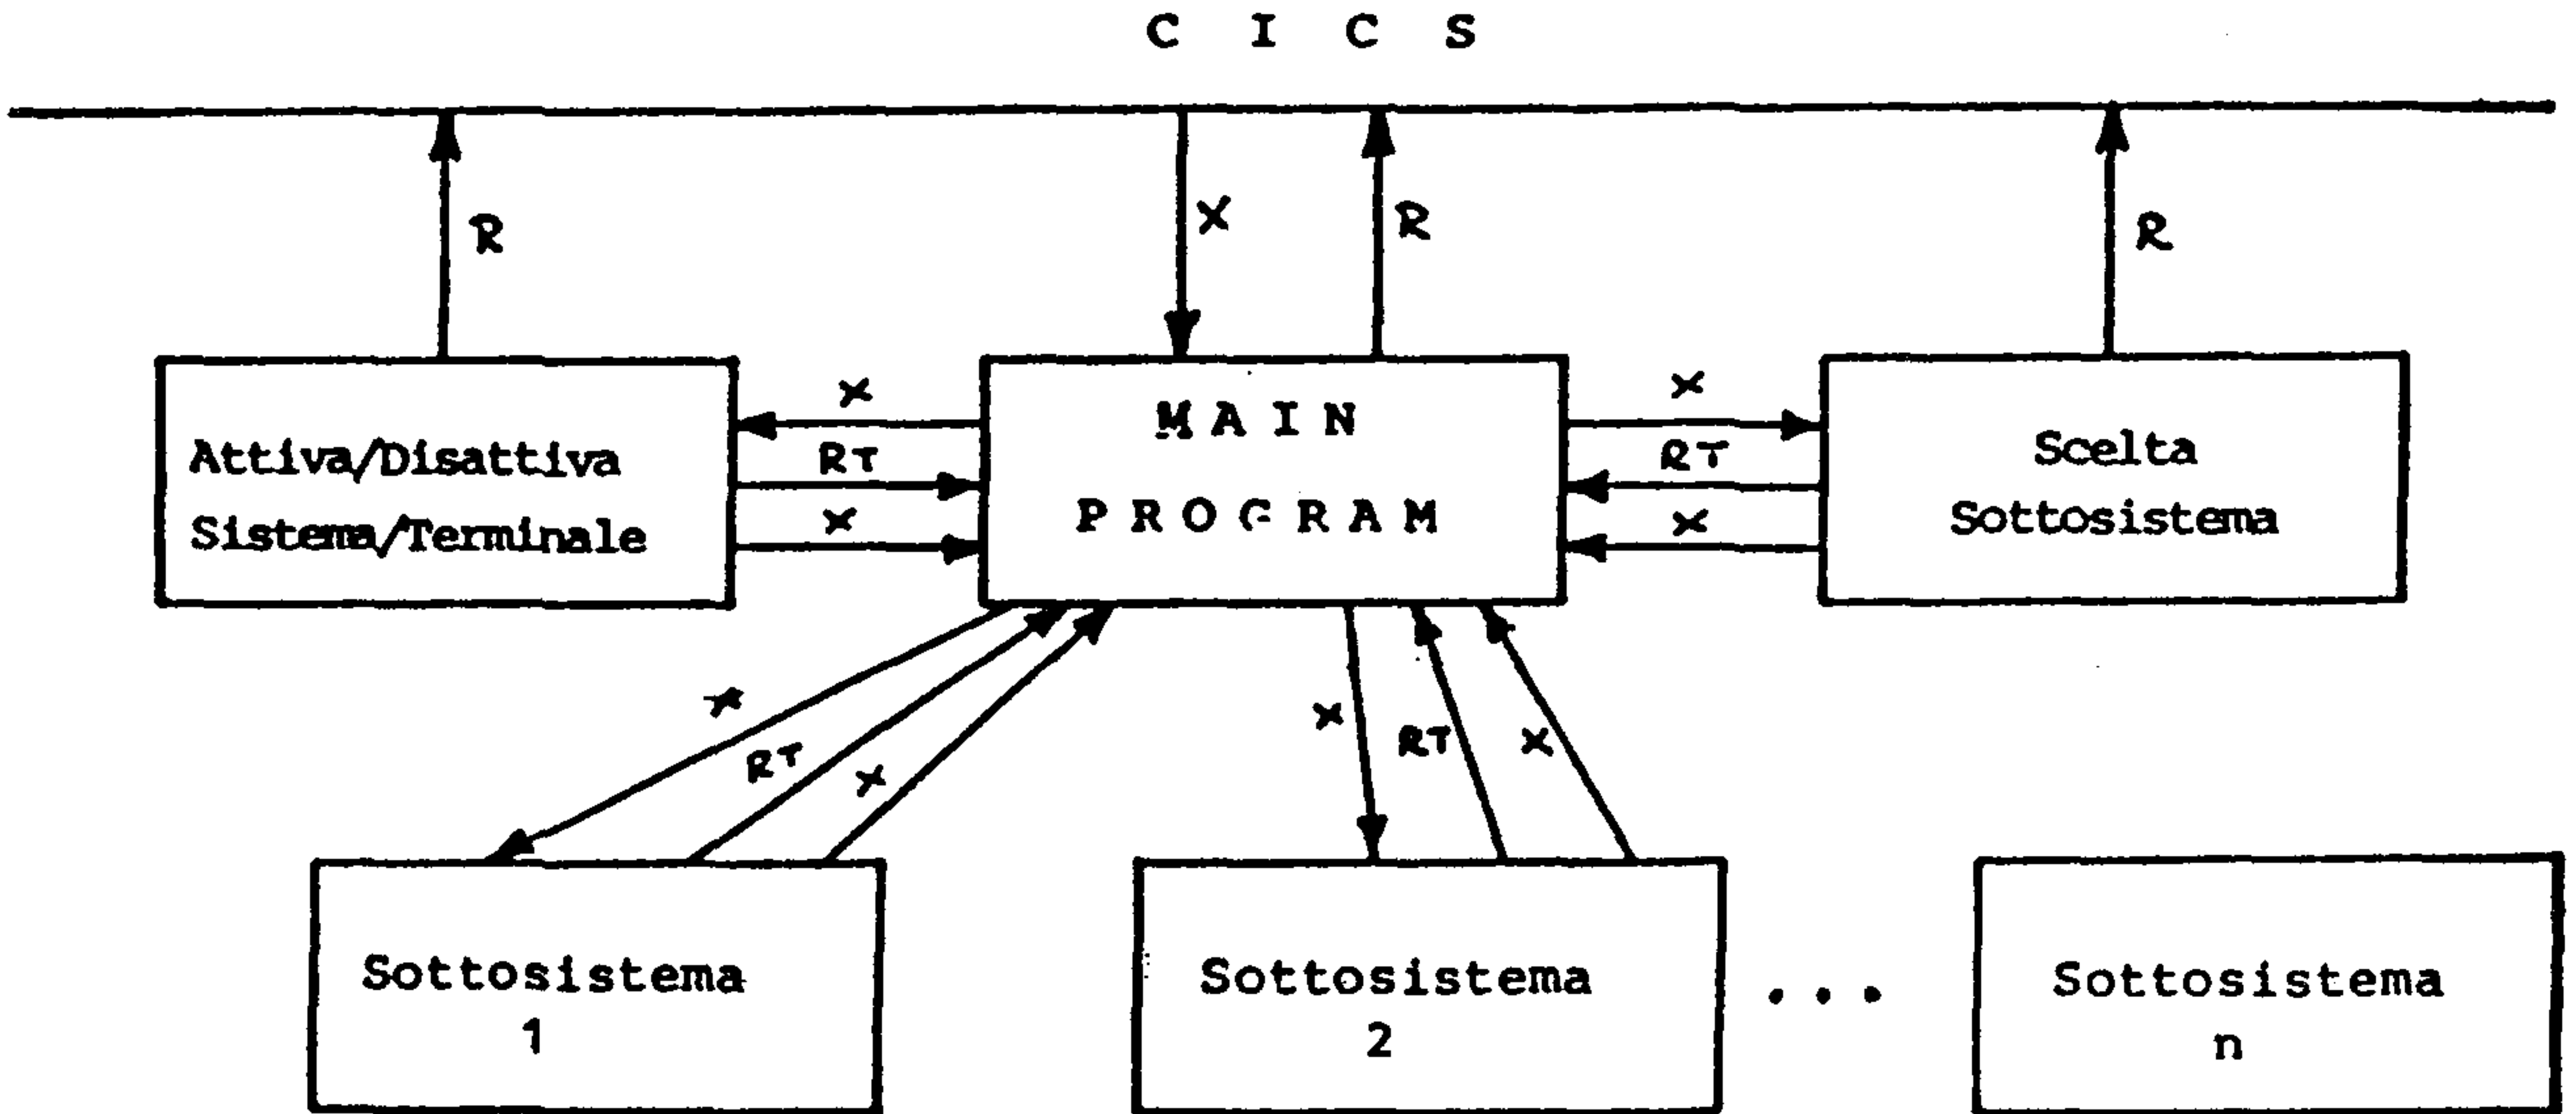 C I C S
R
X
R
R
X
RT
X
Attiva/Disattiva
Sistema/Terminale
M A I N
P R O G R A M
X
RT
X
Scelta
Sottosistema
X
RT
X
X
RT
X
Sottosistema
1
Sottosistema
2
. . .
Sottosistema
n